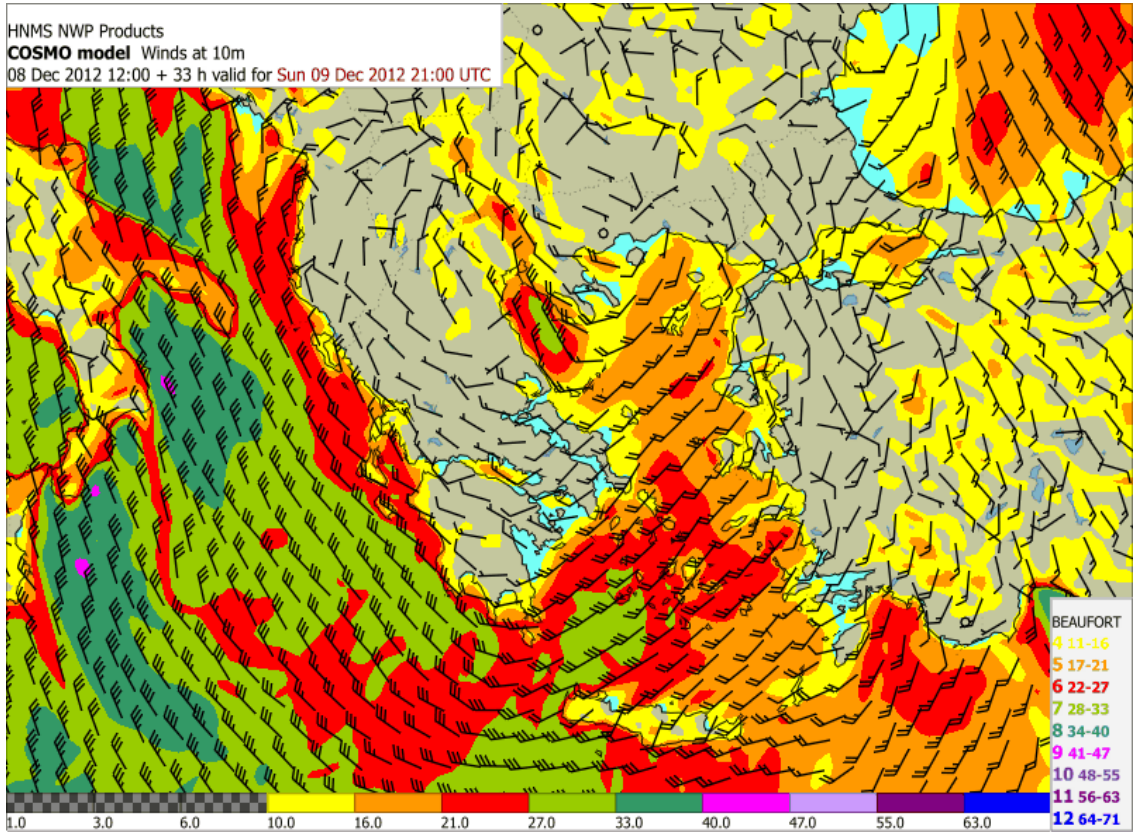 HNMS NWP Products
COSMO model Winds at 10m
08 Dec 2012 12:00 + 33 h valid for Sun 09 Dec 2012 21:00 UTC
BEAUFORT
4 11-16
5 17-21
6 22-27
7 28-33
8 34-40
9 41-47
10 48-55
11 56-63
12 64-71
1.0 3.0 6.0 10.0 16.0 21.0 27.0 33.0 40.0 47.0 55.0 63.0